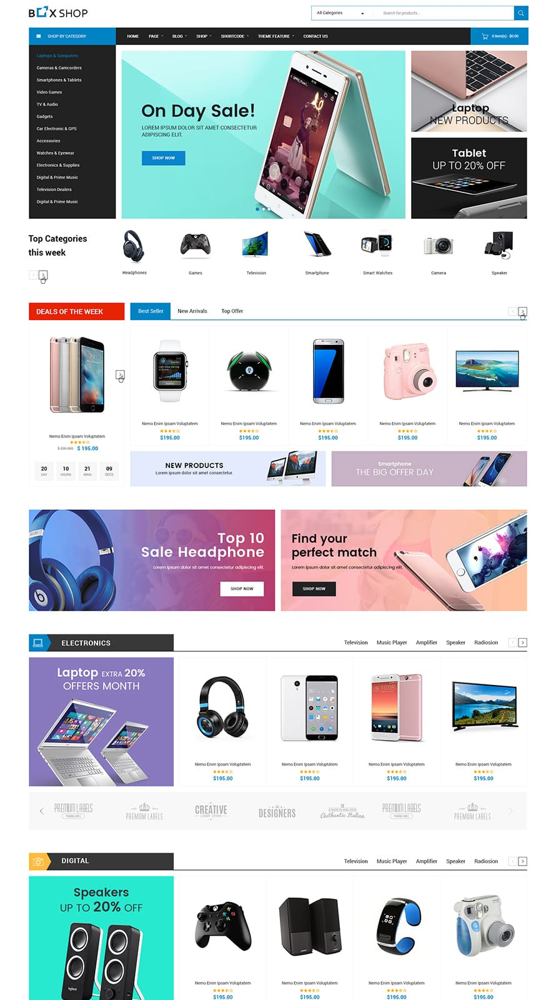 BOX SHOP
All Categories
Search for products...
SHOP BY CATEGORY
HOME PAGE BLOG SHOP SHORTCODE THEME FEATURE CONTACT US
0 item(s) - $0.00
Laptops & Computers
Cameras & Camcorders
Smartphones & Tablets
Video Games
TV & Audio
Gadgets
Car Electronic & GPS
Accessories
Watches & Eyewear
Electronics & Supplies
Digital & Prime Music
Television Dealers
Digital & Prime Music
On Day Sale!
LOREM IPSUM DOLOR SIT AMET CONSECTETUR
ADIPISCING ELIT.
SHOP NOW
Laptop
NEW PRODUCTS
Tablet
UP TO 20% OFF
Top Categories
this week
Headphones
Games
Television
Smartphone
Smart Watches
Camera
Speaker
DEALS OF THE WEEK
Nemo Enim Ipsam Voluptatem
$ 200.000 $ 195.00
20 10 21 09
DAY HOURS MINS SECS
Best Seller New Arrivals Top Offer
Nemo Enim Ipsam Voluptatem
$195.00
Nemo Enim Ipsam Voluptatem
$195.00
Nemo Enim Ipsam Voluptatem
$195.00
Nemo Enim Ipsam Voluptatem
$195.00
Nemo Enim Ipsam Voluptatem
$195.00
NEW PRODUCTS
Lorem ipsum dolor sit amet consectetur.
Smartphone
THE BIG OFFER DAY
Top 10
Sale Headphone
Lorem ipsum dolor sit amet consectetur adipiscing elit.
SHOP NOW
Find your
perfect match
Lorem ipsum dolor sit amet consectetur adipiscing elit.
SHOP NOW
ELECTRONICS
Television Music Player Amplifier Speaker Radiosion
Laptop EXTRA 20%
OFFERS MONTH
Nemo Enim Ipsam Voluptatem
$195.00
Nemo Enim Ipsam Voluptatem
$195.00
Nemo Enim Ipsam Voluptatem
$195.00
Nemo Enim Ipsam Voluptatem
$195.00
PREMIUM LABELS
PREMIUM LABEL
PREMIUM LABELS
CREATIVE
LOREM IPSUM
DESIGNERS
Authentic Italian
PREMIUM LABELS
PREMIUM LABEL
PREMIUM LABELS
DIGITAL
Television Music Player Amplifier Speaker Radiosion
Speakers
UP TO 20% OFF
logitech
Nemo Enim Ipsam Voluptatem
$195.00
Nemo Enim Ipsam Voluptatem
$195.00
Nemo Enim Ipsam Voluptatem
$195.00
Nemo Enim Ipsam Voluptatem
$195.00